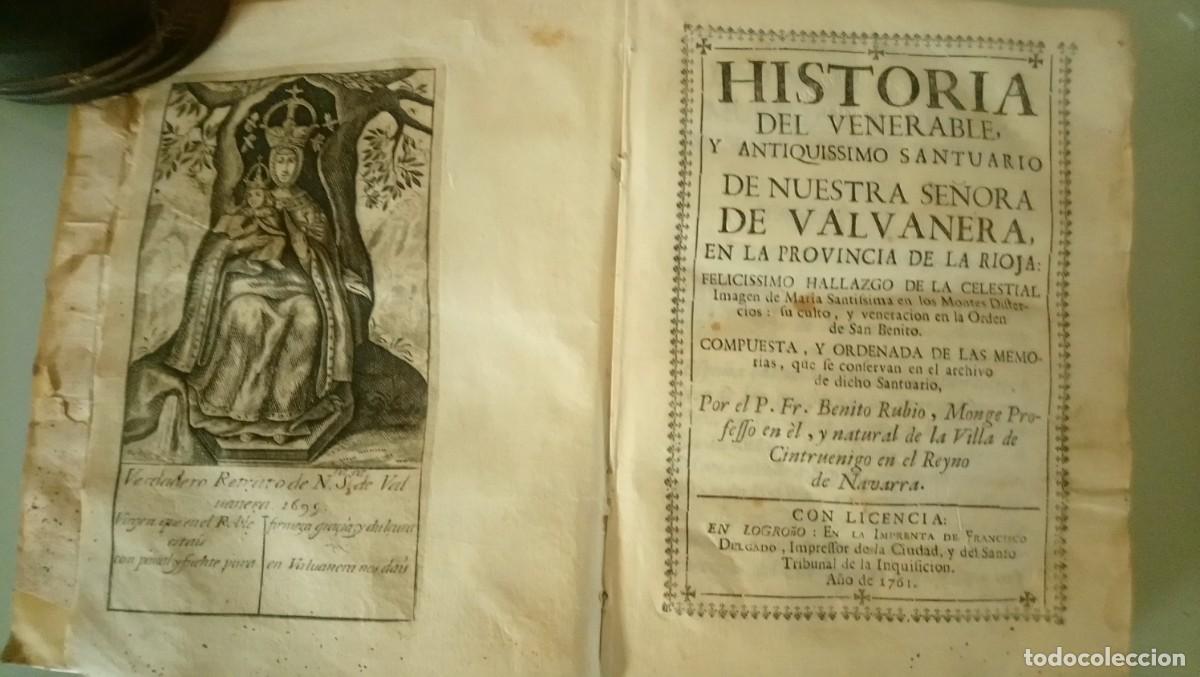 Verdadero Retrato de N. S.ra de Val
vanera. 1695
Virgen que en el Roble
estais
con panal y fuente pura
firmeza gracia y dulçura
en Valvanera nos dais
HISTORIA
DEL VENERABLE,
Y ANTIQUISSIMO SANTUARIO
DE NUESTRA SEÑORA
DE VALVANERA,
EN LA PROVINCIA DE LA RIOJA:
FELICISSIMO HALLAZGO DE LA CELESTIAL
Imagen de Maria Santissima en los Montes Dister-
cios: su culto, y veneracion en la Orden
de San Benito.
COMPUESTA, Y ORDENADA DE LAS MEMO-
rias, que se conservan en el archivo
de dicho Santuario,
Por el P. Fr. Benito Rubio, Monge Pro-
fesso en èl, y natural de la Villa de
Cintruenigo en el Reyno
de Navarra.
CON LICENCIA:
EN LOGROñO: EN LA IMPRENTA DE FRANCISCO
DELGADO, Impressor de la Ciudad, y del Santo
Tribunal de la Inquisicion.
Año de 1761.
todocoleccion